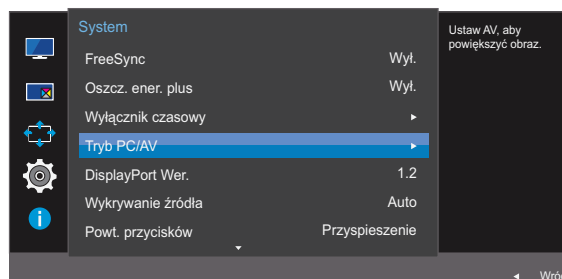 System
FreeSync Wył.
Oszcz. ener. plus Wył.
Wyłącznik czasowy
Tryb PC/AV
DisplayPort Wer. 1.2
Wykrywanie źródła Auto
Powt. przycisków Przyspieszenie
Ustaw AV, aby
powiększyć obraz.